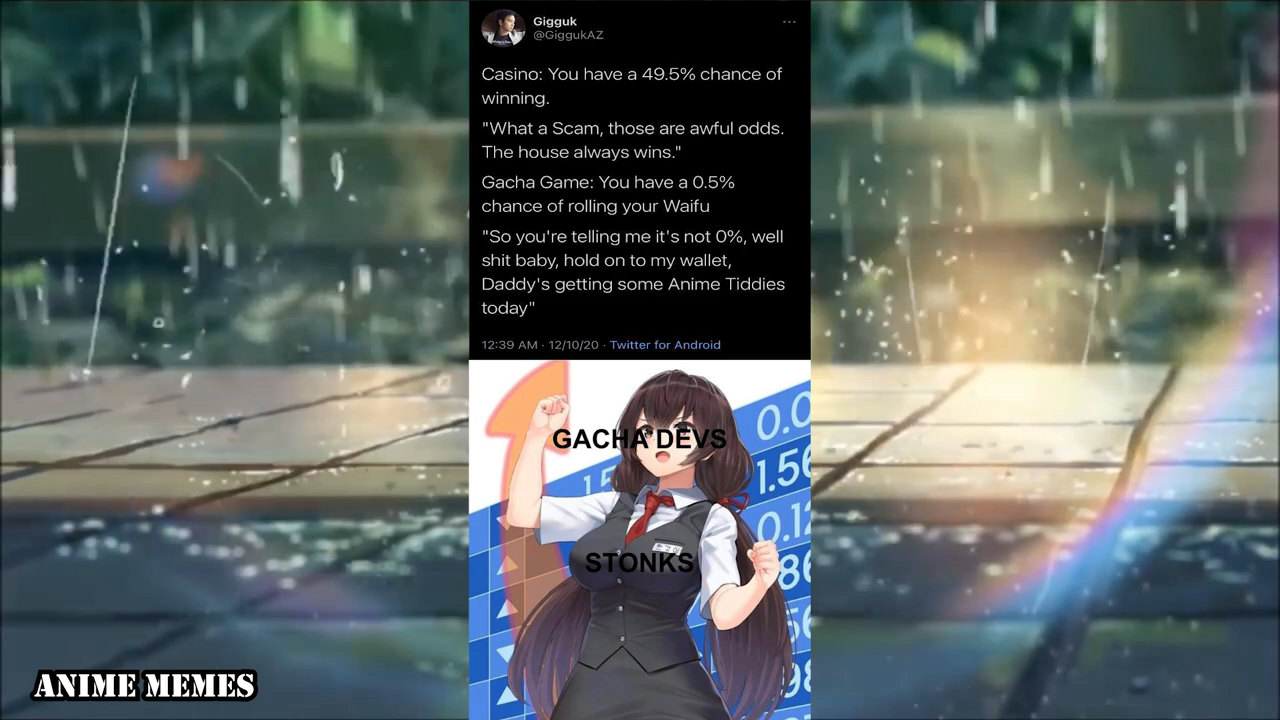 Gigguk
@GiggukAZ
Casino: You have a 49.5% chance of
winning.
"What a Scam, those are awful odds.
The house always wins."
Gacha Game: You have a 0.5%
chance of rolling your Waifu
"So you're telling me it's not 0%, well
shit baby, hold on to my wallet,
Daddy's getting some Anime Tiddies
today"
12:39 AM · 12/10/20 · Twitter for Android
GACHA DEVS
STONKS
ANIME MEMES